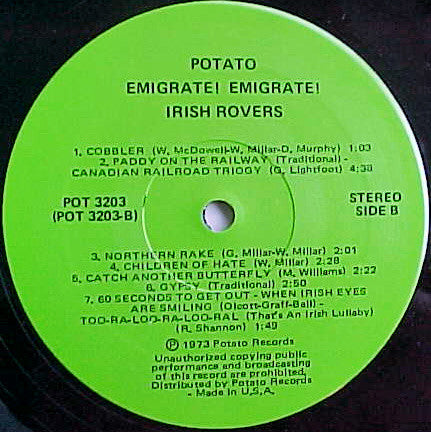 POTATO
EMIGRATE! EMIGRATE!
IRISH ROVERS
1. COBBLER (W. McDowell-W. Millar-D. Murphy) 1:03
2. PADDY ON THE RAILWAY (Traditional) -
CANADIAN RAILROAD TRIOGY (G. Lightfoot) 4:38
POT 3203
(POT 3203-B)
STEREO
SIDE B
3. NORTHERN RAKE (G. Millar-W. Millar) 2:01
4. CHILDREN OF HATE (W. Millar) 2:28
5. CATCH ANOTHER BUTTERFLY (M. Williams) 2:22
6. GYPSY (Traditional) 2:50
7. 60 SECONDS TO GET OUT - WHEN IRISH EYES
ARE SMILING (Olcott-Graff-Ball) -
TOO-RA-LOO-RA-LOO-RAL (That's An Irish Lullaby)
(R. Shannon) 1:49
Ⓟ 1973 Potato Records
Unauthorized copying public
performance and broadcasting
of this record are prohibited.
Distributed by Potato Records
- Made in U.S.A.